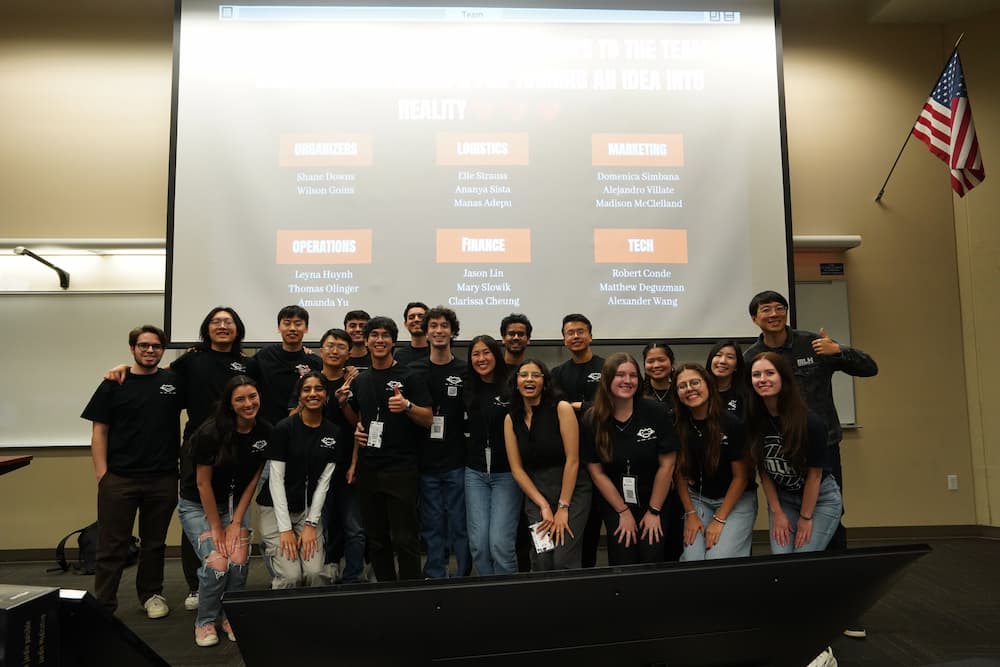 Team
TO THE TEAM
AN IDEA INTO
REALITY
ORGANIZERS
Shane Downs
Wilson Goins
LOGISTICS
Elle Strauss
Ananya Sista
Manas Adepu
MARKETING
Domenica Simbana
Alejandro Villate
Madison McClelland
OPERATIONS
Leyna Huynh
Thomas Olinger
Amanda Yu
FINANCE
Jason Lin
Mary Slowik
Clarissa Cheung
TECH
Robert Conde
Matthew Deguzman
Alexander Wang
MLH